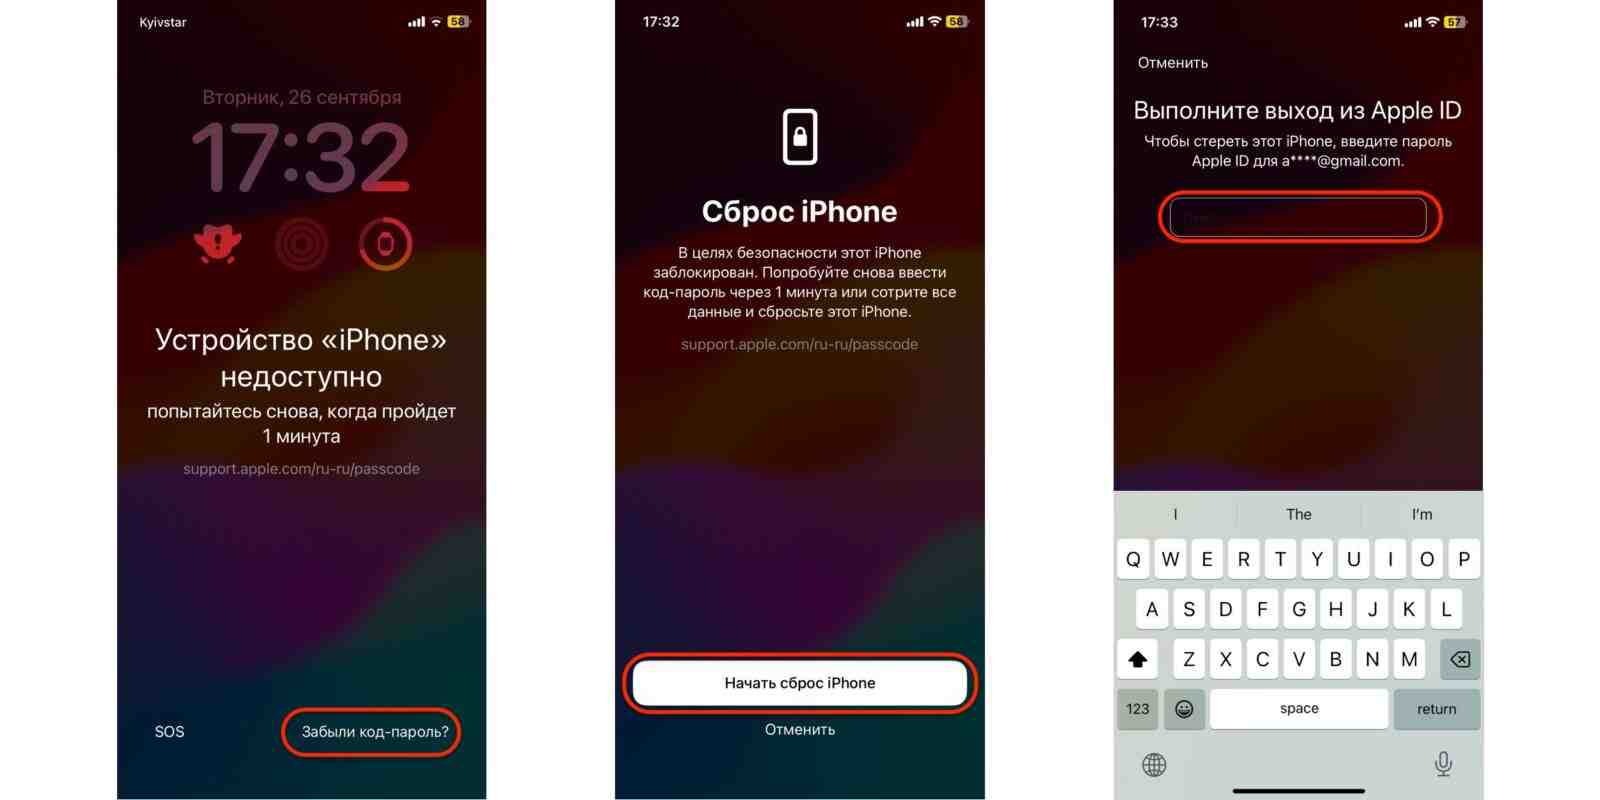 Kyivstar
58
Вторник, 26 сентября
17:32
Устройство «iPhone»
недоступно
попытайтесь снова, когда пройдет
1 минута
support.apple.com/ru-ru/passcode
SOS
Забыли код-пароль?
17:32
58
Сброс iPhone
В целях безопасности этот iPhone
заблокирован. Попробуйте снова ввести
код-пароль через 1 минута или сотрите все
данные и сбросьте этот iPhone.
support.apple.com/ru-ru/passcode
Начать сброс iPhone
Отменить
17:33
57
Отменить
Выполните выход из Apple ID
Чтобы стереть этот iPhone, введите пароль
Apple ID для a****@gmail.com.
I The I'm
Q W E R T Y U I O P
A S D F G H J K L
Z X C V B N M
123 space return